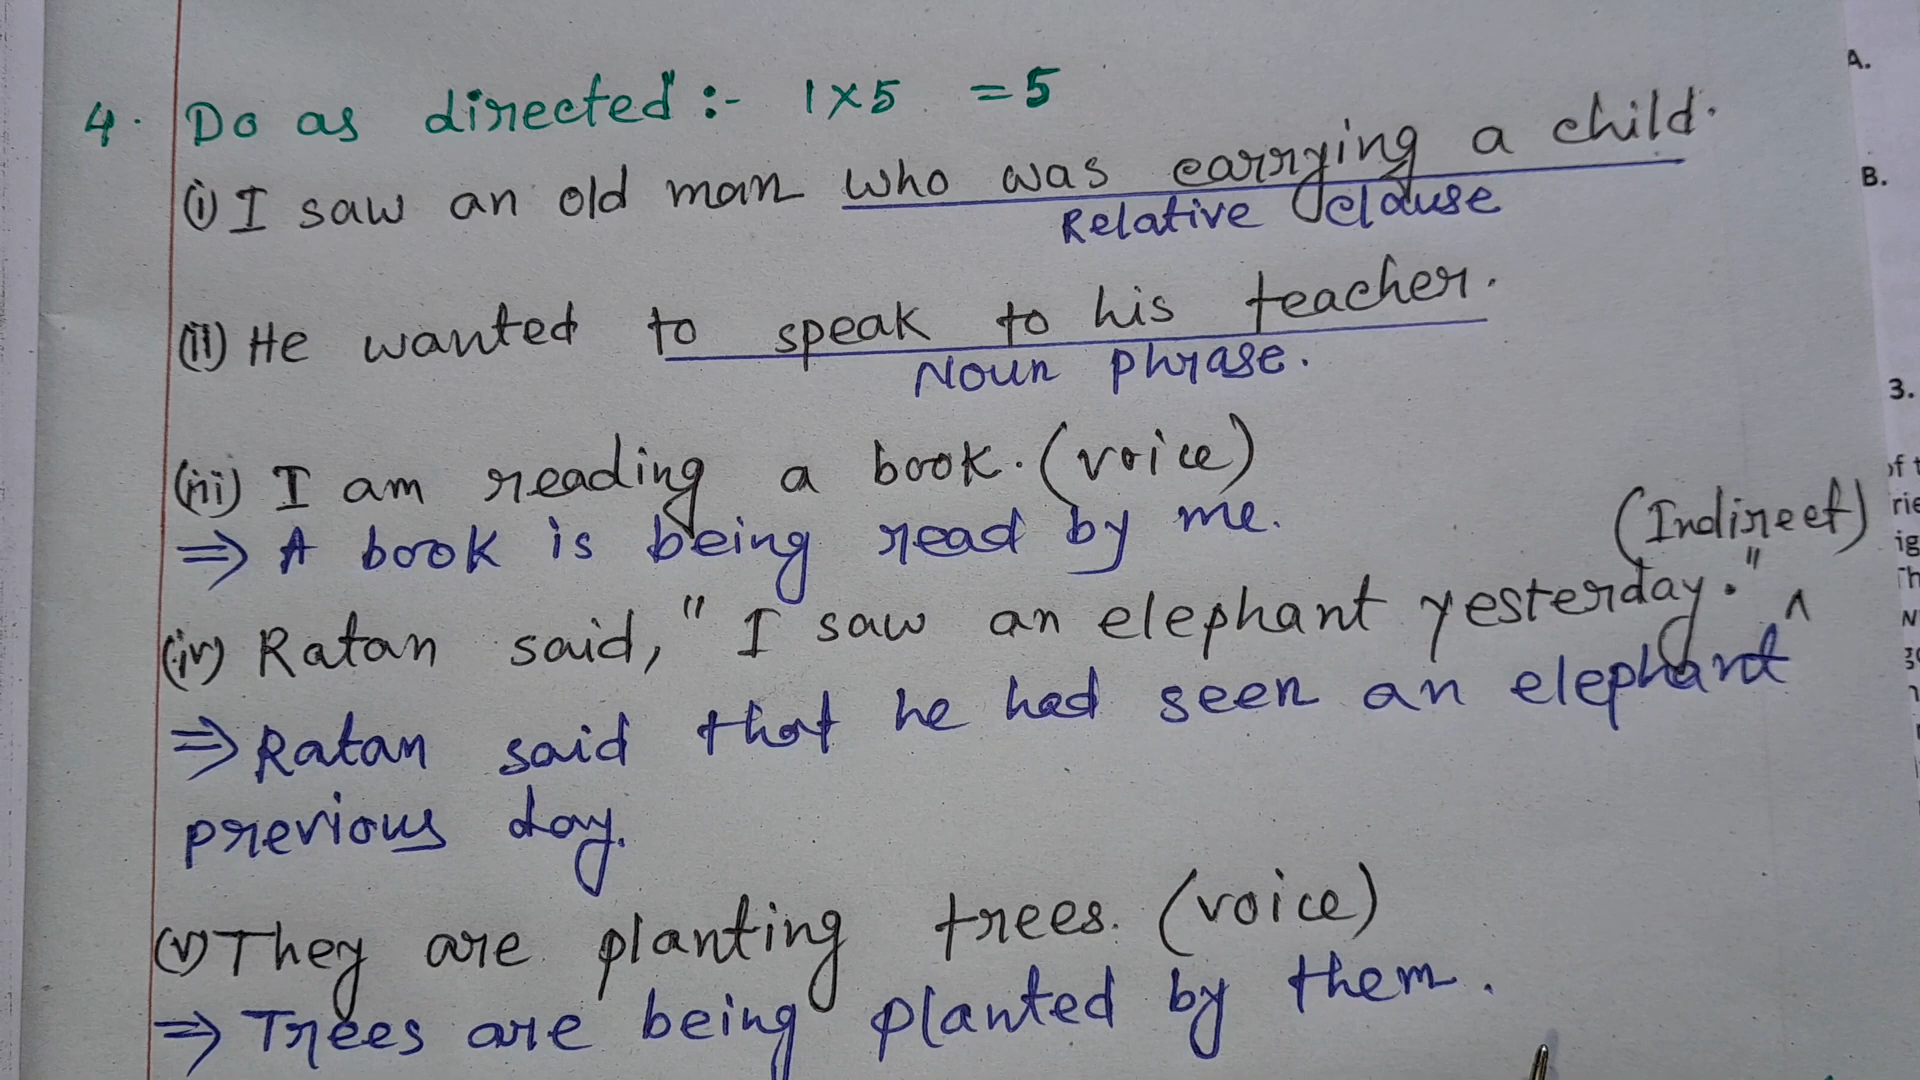 4. Do as directed :- 1×5 =5
(i) I saw an old man who was carrying a child.
Relative clause
(ii) He wanted to speak to his teacher.
Noun phrase.
(iii) I am reading a book. (voice)
⇒ A book is being read by me.
(Indirect)
(iv) Ratan said, "I saw an elephant yesterday." ^
⇒ Ratan said that he had seen an elephant
previous day.
(v) They are planting trees. (voice)
⇒ Trees are being planted by them.
A.
B.
3.